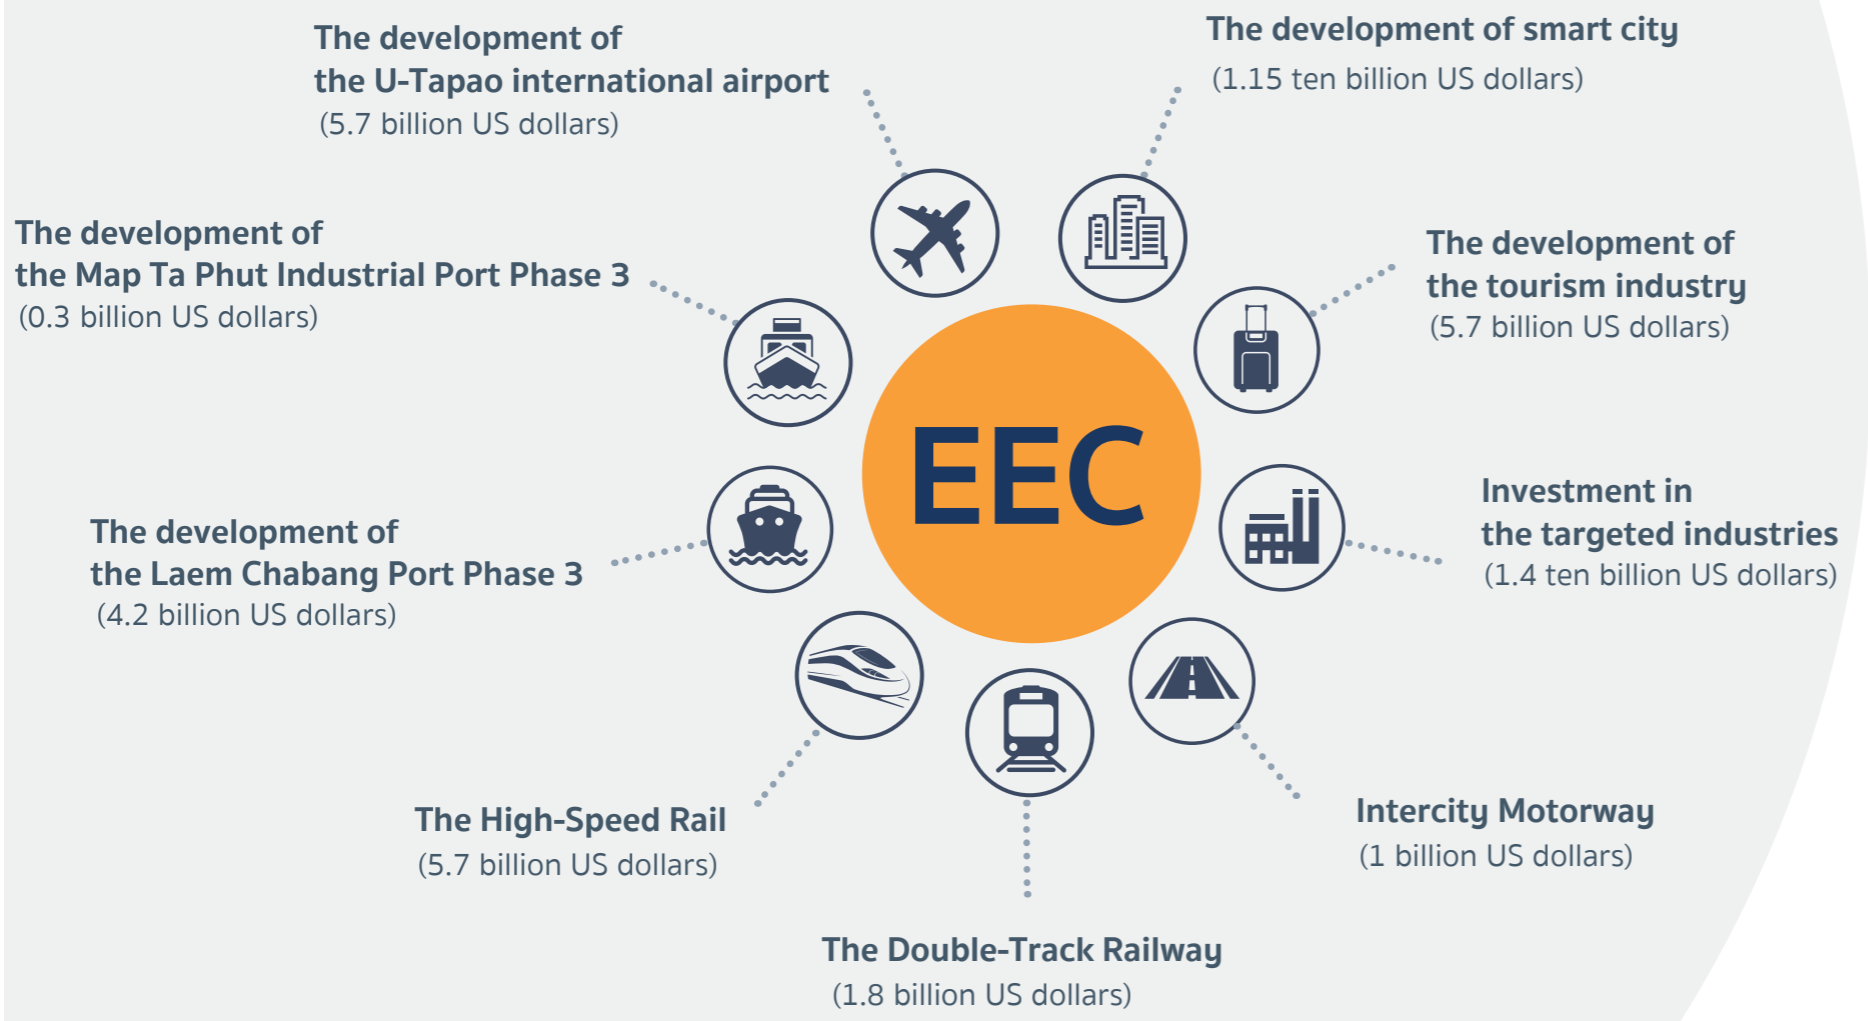 The development of
the U-Tapao international airport
(5.7 billion US dollars)
The development of smart city
(1.15 ten billion US dollars)
The development of
the Map Ta Phut Industrial Port Phase 3
(0.3 billion US dollars)
The development of
the tourism industry
(5.7 billion US dollars)
EEC
The development of
the Laem Chabang Port Phase 3
(4.2 billion US dollars)
Investment in
the targeted industries
(1.4 ten billion US dollars)
The High-Speed Rail
(5.7 billion US dollars)
Intercity Motorway
(1 billion US dollars)
The Double-Track Railway
(1.8 billion US dollars)